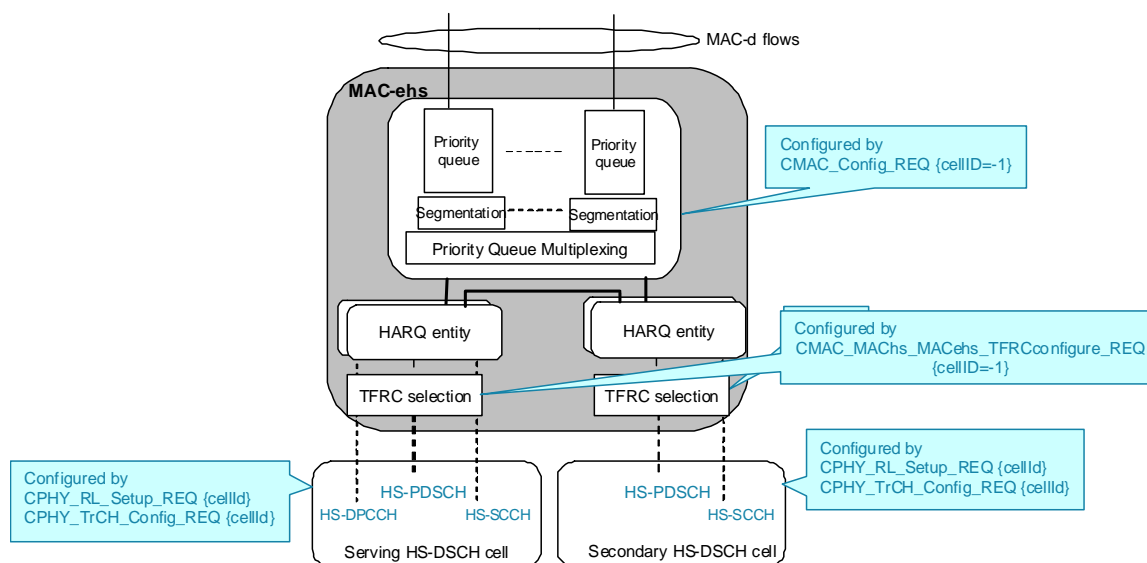 MAC-d flows
MAC-ehs
Priority
queue
Priority
queue
Configured by
CMAC_Config_REQ {cellID=-1}
Segmentation
Segmentation
Priority Queue Multiplexing
HARQ entity
HARQ entity
Configured by
CMAC_MAChs_MACehs_TFRCconfigure_REQ
{cellID=-1}
TFRC selection
TFRC selection
Configured by
CPHY_RL_Setup_REQ {cellId}
CPHY_TrCH_Config_REQ {cellId}
Configured by
CPHY_RL_Setup_REQ {cellId}
CPHY_TrCH_Config_REQ {cellId}
HS-PDSCH
HS-DPCCH
HS-SCCH
Serving HS-DSCH cell
HS-PDSCH
HS-SCCH
Secondary HS-DSCH cell